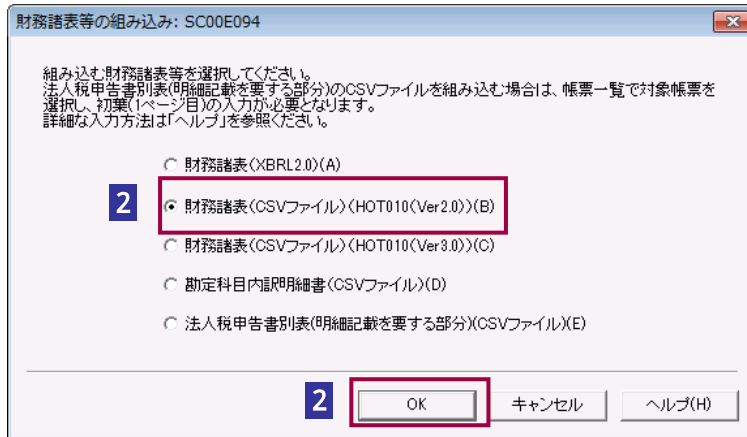 財務諸表等の組み込み: SC00E094
組み込む財務諸表等を選択してください。
法人税申告書別表(明細記載を要する部分)のCSVファイルを組み込む場合は、帳票一覧で対象帳票を
選択し、初葉(1ページ目)の入力が必要となります。
詳細な入力方法は「ヘルプ」を参照ください。
財務諸表(XBRL2.0)(A)
2 財務諸表(CSVファイル)(HOT010(Ver2.0))(B)
財務諸表(CSVファイル)(HOT010(Ver3.0))(C)
勘定科目内訳明細書(CSVファイル)(D)
法人税申告書別表(明細記載を要する部分)(CSVファイル)(E)
2 OK キャンセル ヘルプ(H)